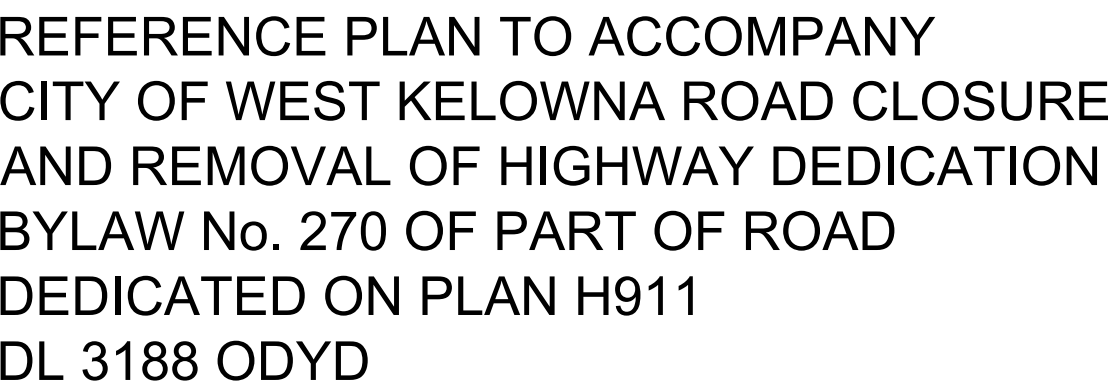 REFERENCE PLAN TO ACCOMPANY
CITY OF WEST KELOWNA ROAD CLOSURE
AND REMOVAL OF HIGHWAY DEDICATION
BYLAW No. 270 OF PART OF ROAD
DEDICATED ON PLAN H911
DL 3188 ODYD